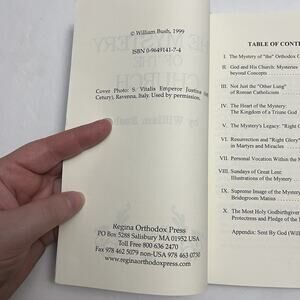 © William Bush, 1999
ISBN 0-9649141-7-4
Cover Photo: S. Vitalis Emperor Justina
Cetury), Ravenna, Italy. Used by permission.
Regina Orthodox Press
PO Box 5288 Salisbury MA 01952 USA
Toll Free 800 636 2470
Fax 978 462 5079 non-USA 978 463 0730
www.reginaorthodoxpress.com
TABLE OF CONTE
I. The Mystery of "the" Orthodox C
II. God and His Church: Mysteries
beyond Concepts
III. Not Just the "Other Lung"
of Roman Catholicism
IV. The Heart of the Mystery:
The Kingdom of a Triune God
V. The Mystery's Legacy: "Right Gl
VI. Resurrection and "Right Glory"
in Martyrs and Miracles
VII. Personal Vocation Within the M
VIII. Sundays of Great Lent:
Illustrations of the Mystery
IX. Supreme Image of the Mystery
Bridegroom Matins
X. The Most Holy Godbirthgiver
Protectress and Pledge of the M
Appendix: Sent By God (Will